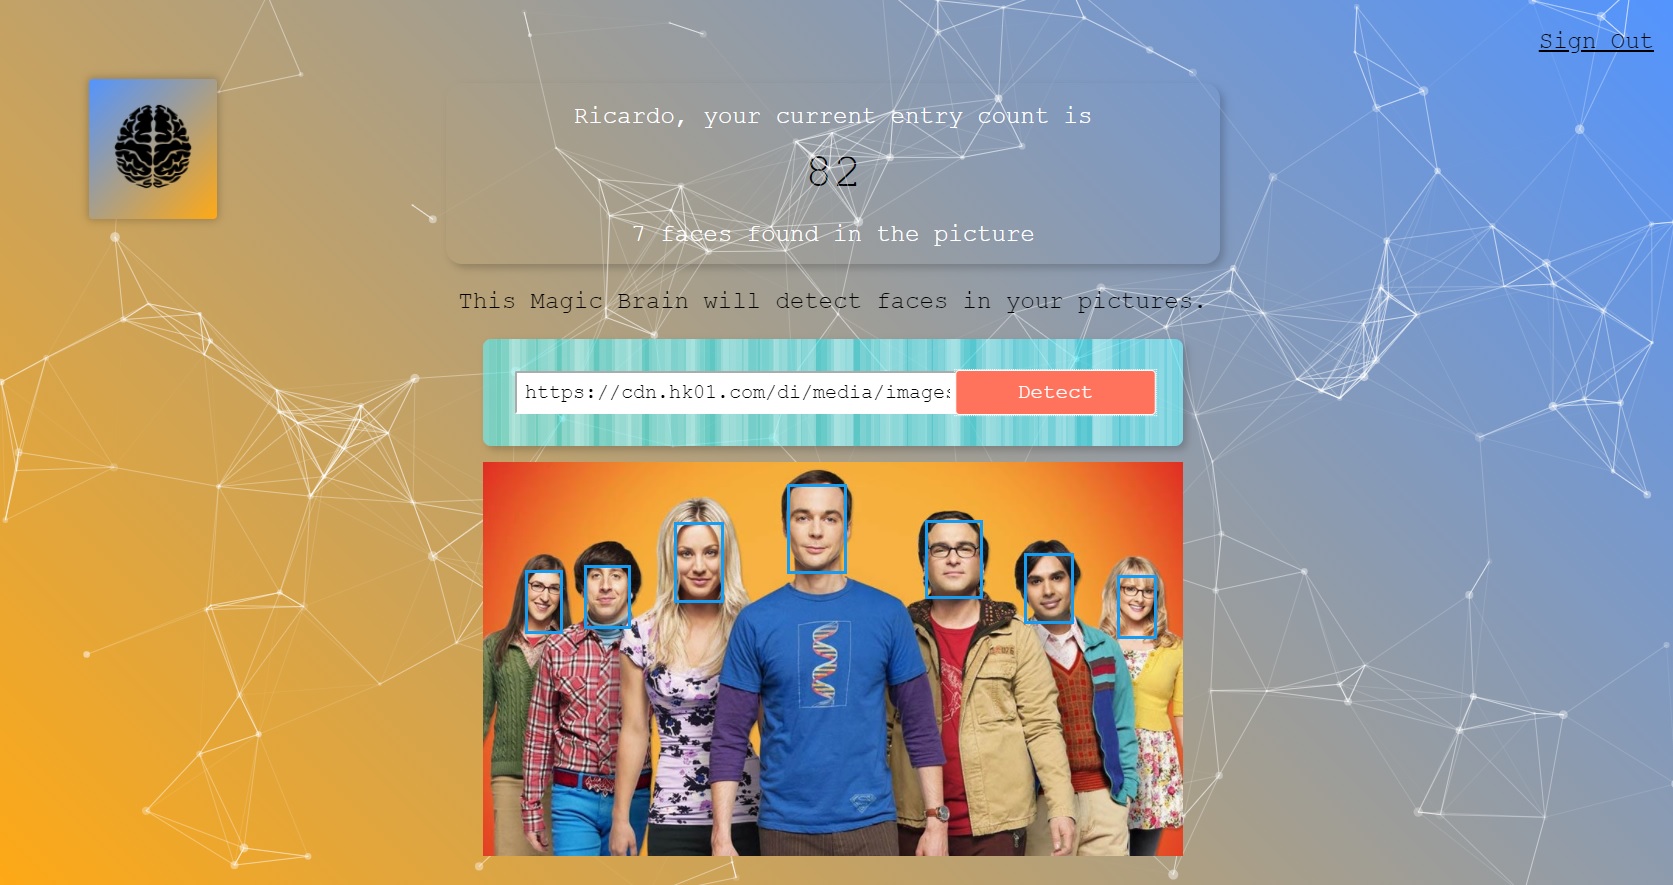 Sign Out
Ricardo, your current entry count is
82
7 faces found in the picture
This Magic Brain will detect faces in your pictures.
https://cdn.hk01.com/di/media/images
Detect